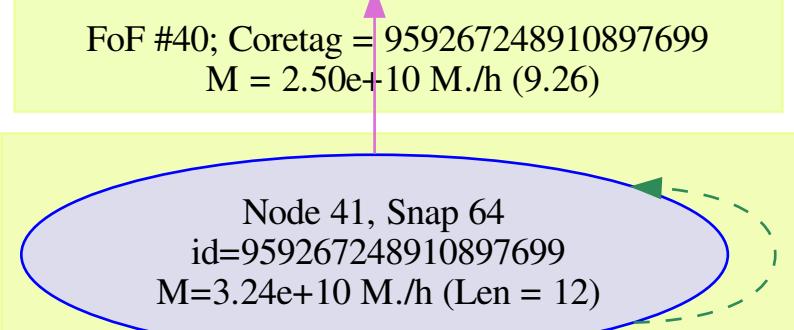 FoF #40; Coretag = 959267248910897699
M = 2.50e+10 M./h (9.26)
Node 41, Snap 64
id=959267248910897699
M=3.24e+10 M./h (Len = 12)